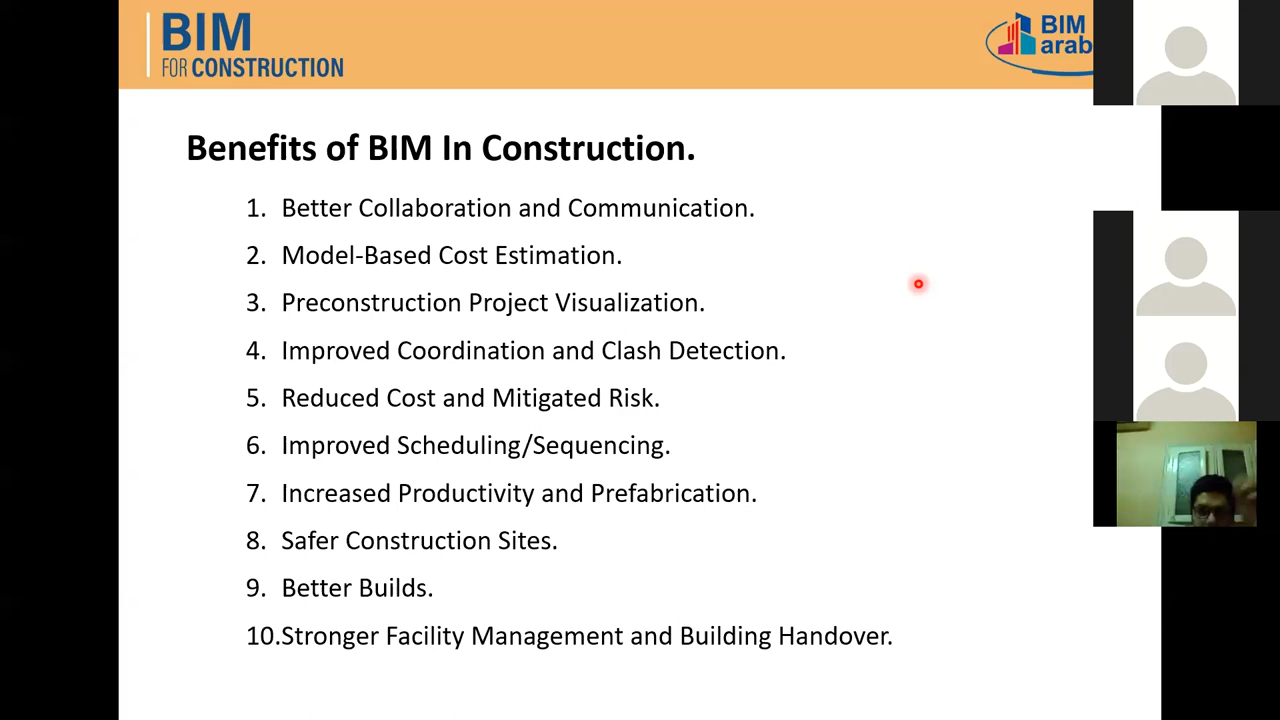 BIM
FOR CONSTRUCTION
BIM
arab
Benefits of BIM In Construction.
1. Better Collaboration and Communication.
2. Model-Based Cost Estimation.
3. Preconstruction Project Visualization.
4. Improved Coordination and Clash Detection.
5. Reduced Cost and Mitigated Risk.
6. Improved Scheduling/Sequencing.
7. Increased Productivity and Prefabrication.
8. Safer Construction Sites.
9. Better Builds.
10.Stronger Facility Management and Building Handover.